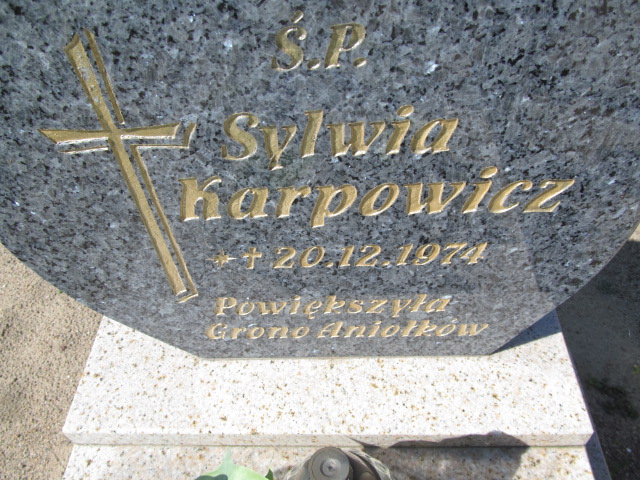 Ś.P.
Sylwia
Karpowicz
*✝ 20.12.1974
Powiększyła
Grono Aniołków